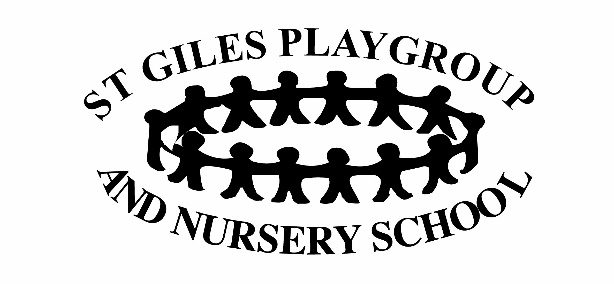 ST GILES PLAYGROUP
AND NURSERY SCHOOL